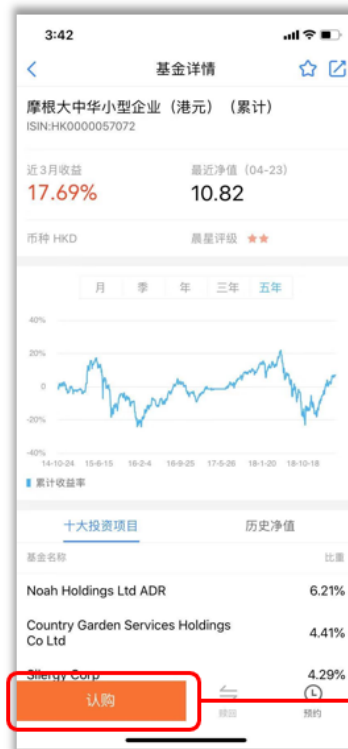 3:42
基金详情
摩根大中华小型企业（港元）（累计）
ISIN:HK0000057072
近3月收益
最近净值（04-23）
17.69%
10.82
币种 HKD
晨星评级
月 季 年 三年 五年
40%
20%
0
-20%
-40%
14-10-24 15-6-15 16-2-4 16-9-25 17-5-26 18-1-20 18-10-18
累计收益率
十大投资项目
历史净值
基金名称
比重
Noah Holdings Ltd ADR
6.21%
Country Garden Services Holdings
Co Ltd
4.41%
Silergy Corp
4.29%
认购
赎回
预约